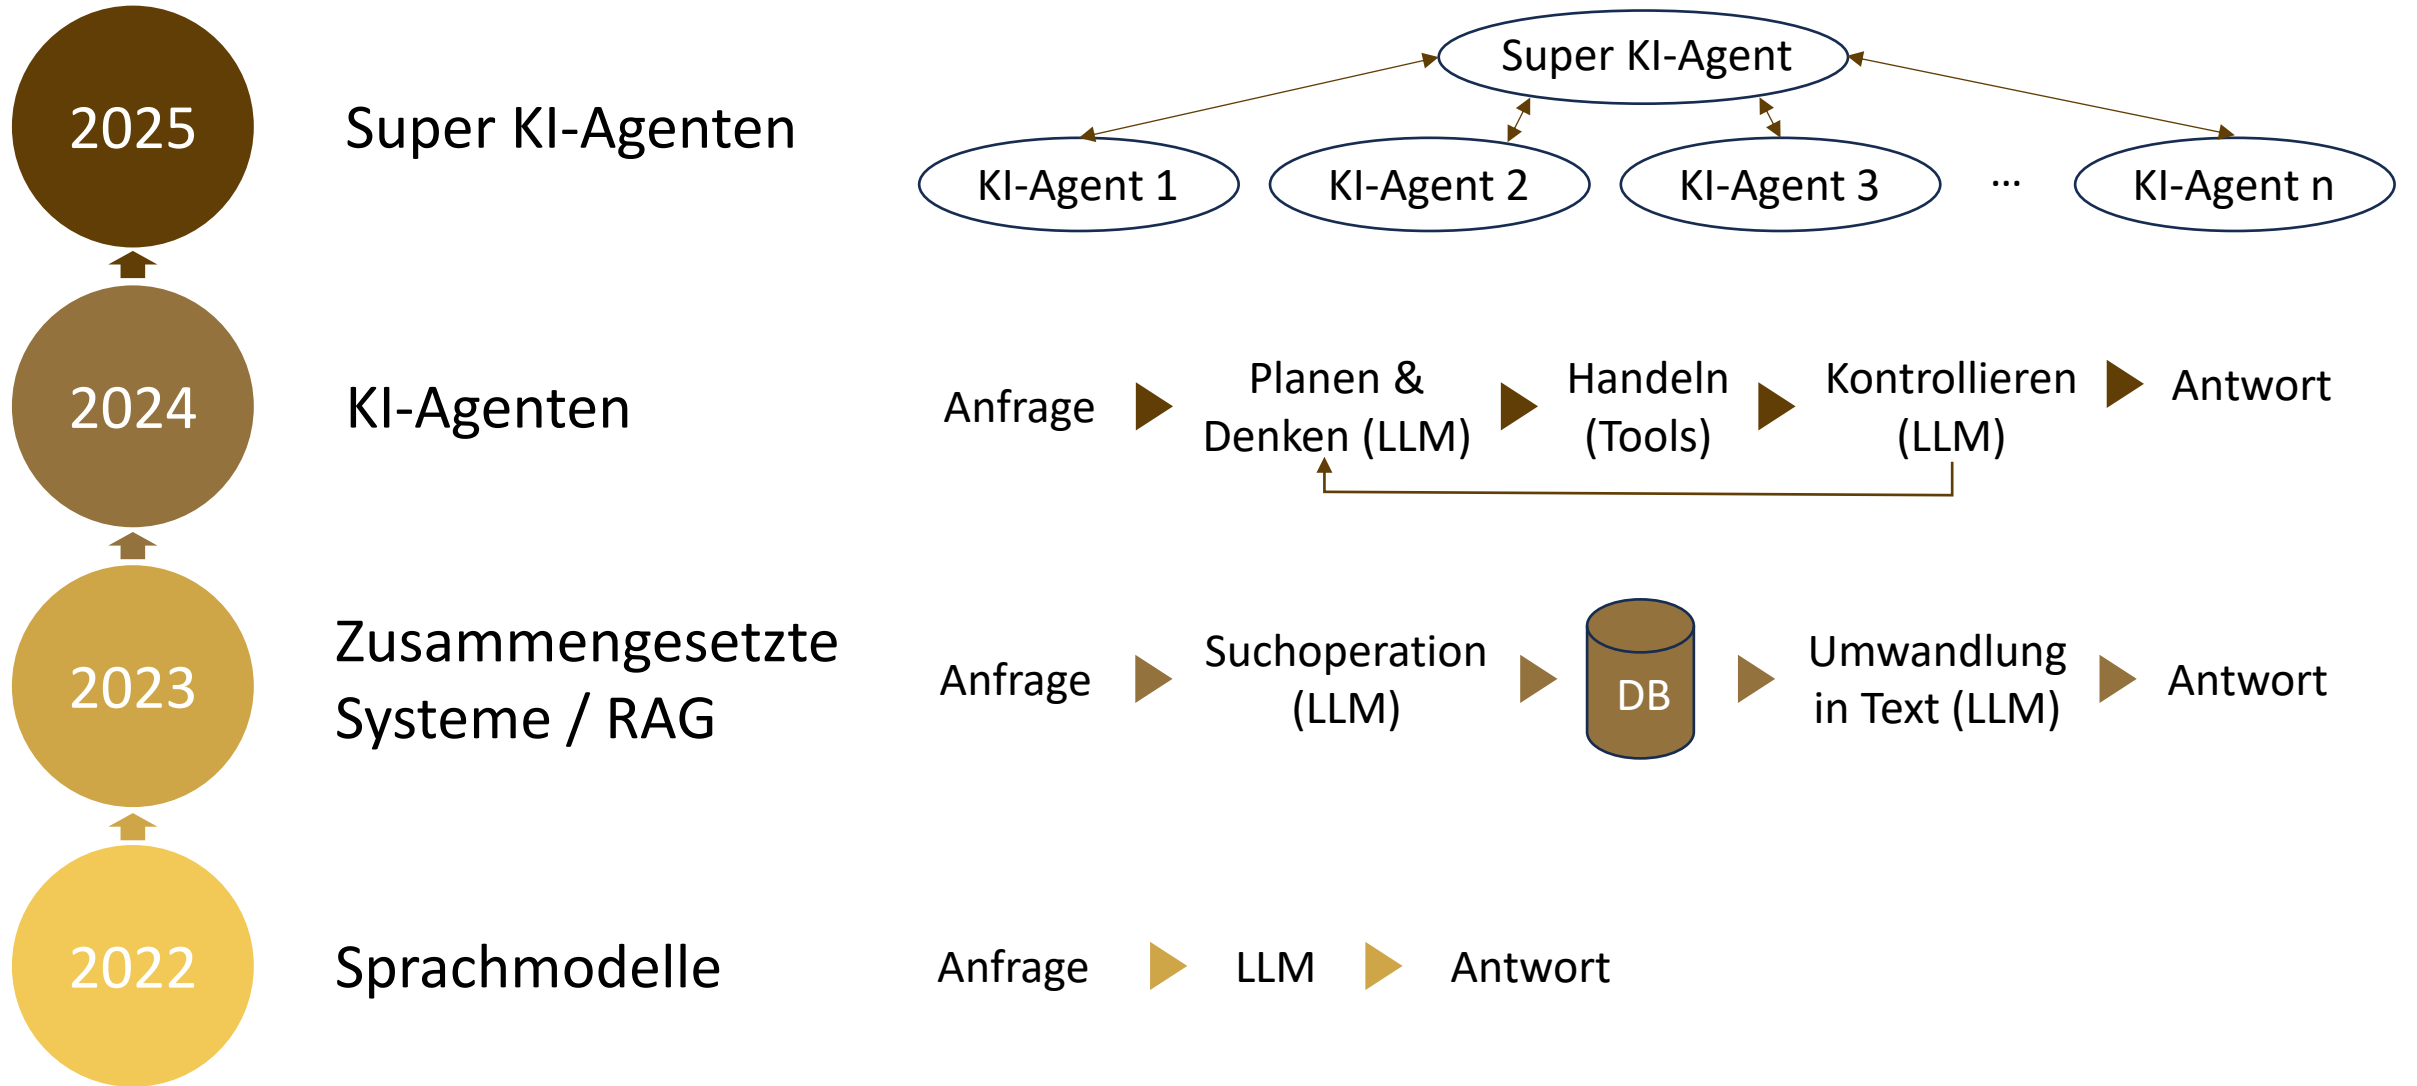 2025
Super KI-Agenten
Super KI-Agent
KI-Agent 1
KI-Agent 2
KI-Agent 3
...
KI-Agent n
2024
KI-Agenten
Anfrage
Planen &
Denken (LLM)
Handeln
(Tools)
Kontrollieren
(LLM)
Antwort
2023
Zusammengesetzte
Systeme / RAG
Anfrage
Suchoperation
(LLM)
DB
Umwandlung
in Text (LLM)
Antwort
2022
Sprachmodelle
Anfrage
LLM
Antwort